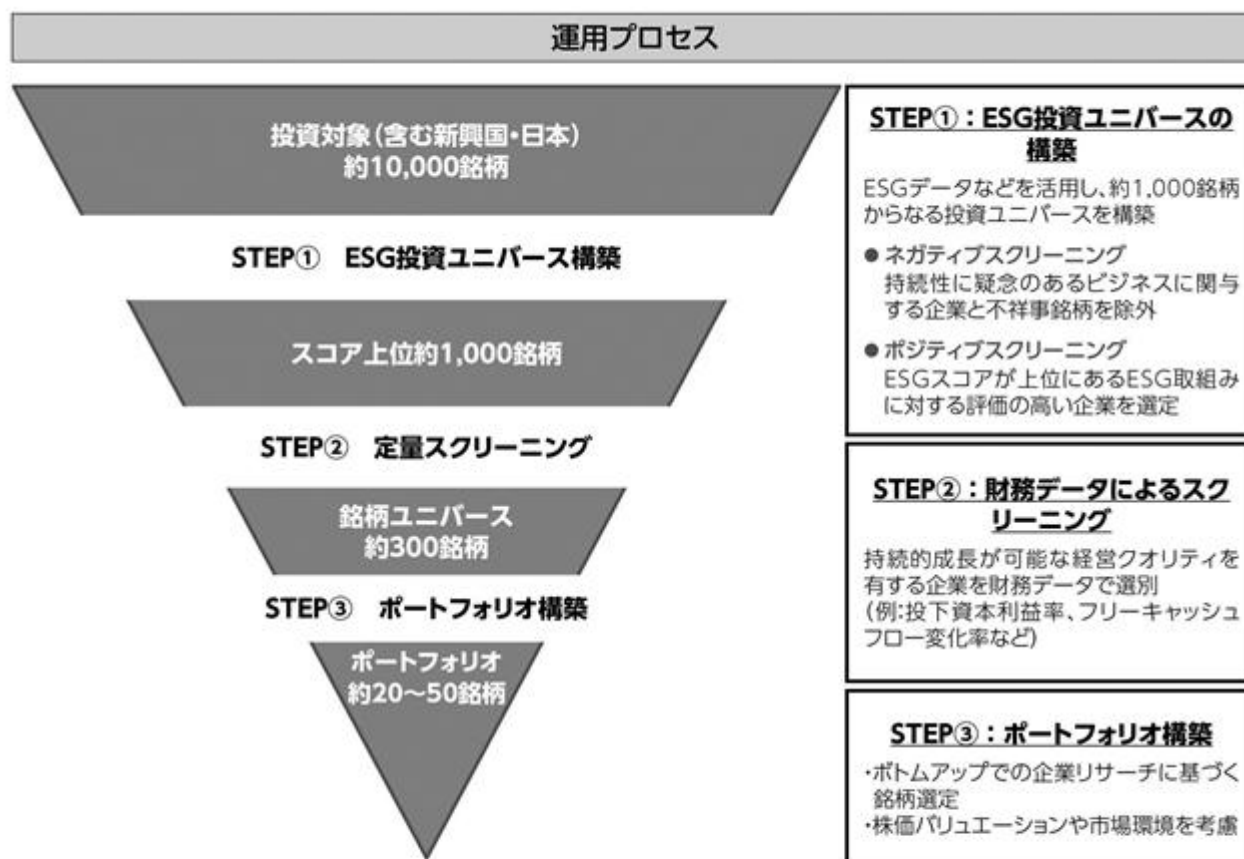 運用プロセス
投資対象（含む新興国・日本）
約10,000銘柄
STEP① ESG投資ユニバース構築
スコア上位約1,000銘柄
STEP② 定量スクリーニング
銘柄ユニバース
約300銘柄
STEP③ ポートフォリオ構築
ポートフォリオ
約20～50銘柄
STEP①：ESG投資ユニバースの
構築
ESGデータなどを活用し、約1,000銘柄
からなる投資ユニバースを構築
● ネガティブスクリーニング
持続性に疑念のあるビジネスに関与
する企業と不祥事銘柄を除外
● ポジティブスクリーニング
ESGスコアが上位にあるESG取組み
に対する評価の高い企業を選定
STEP②：財務データによるスク
リーニング
持続的成長が可能な経営クオリティを
有する企業を財務データで選別
（例：投下資本利益率、フリーキャッシュ
フロー変化率など）
STEP③：ポートフォリオ構築
・ボトムアップでの企業リサーチに基づく
銘柄選定
・株価バリュエーションや市場環境を考慮